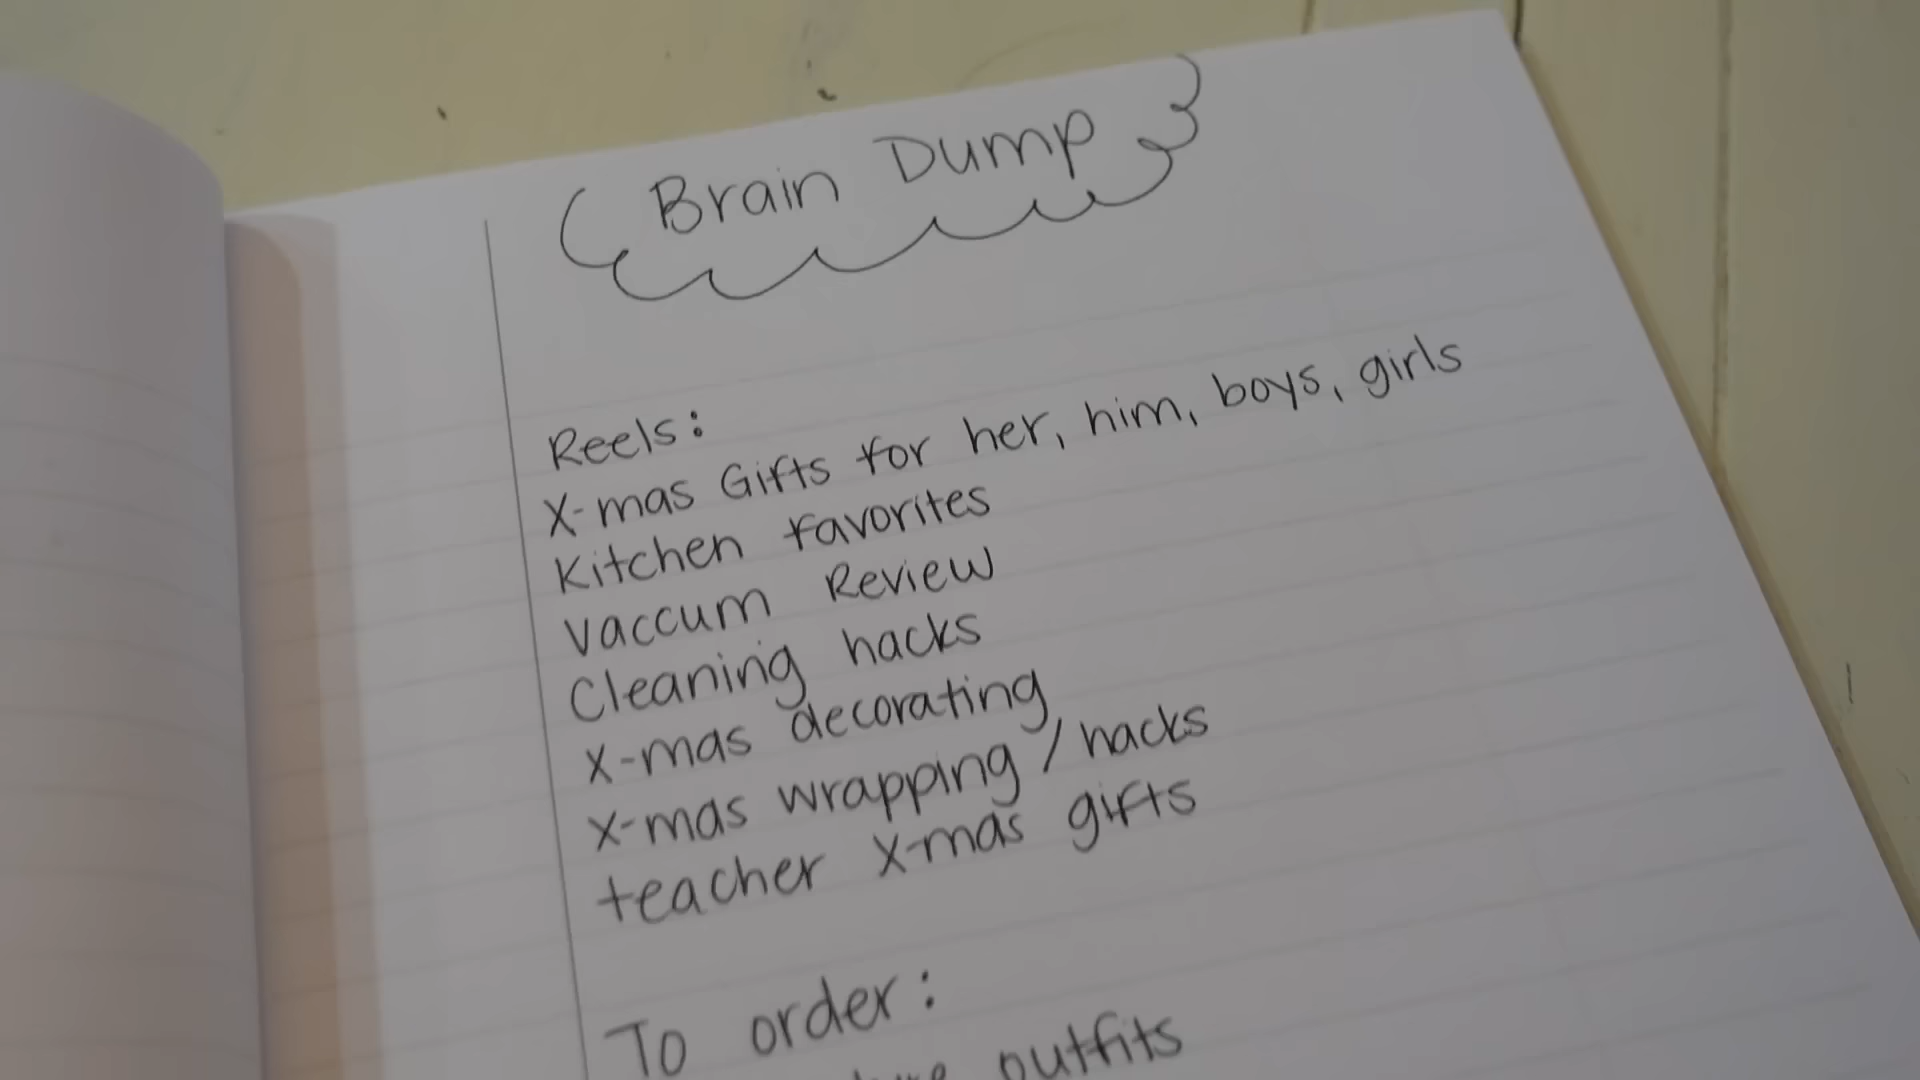 Brain Dump
Reels:
X-mas Gifts for her, him, boys, girls
Kitchen favorites
Vaccum Review
Cleaning hacks
X-mas decorating
X-mas wrapping / hacks
teacher X-mas gifts
To order:
outfits